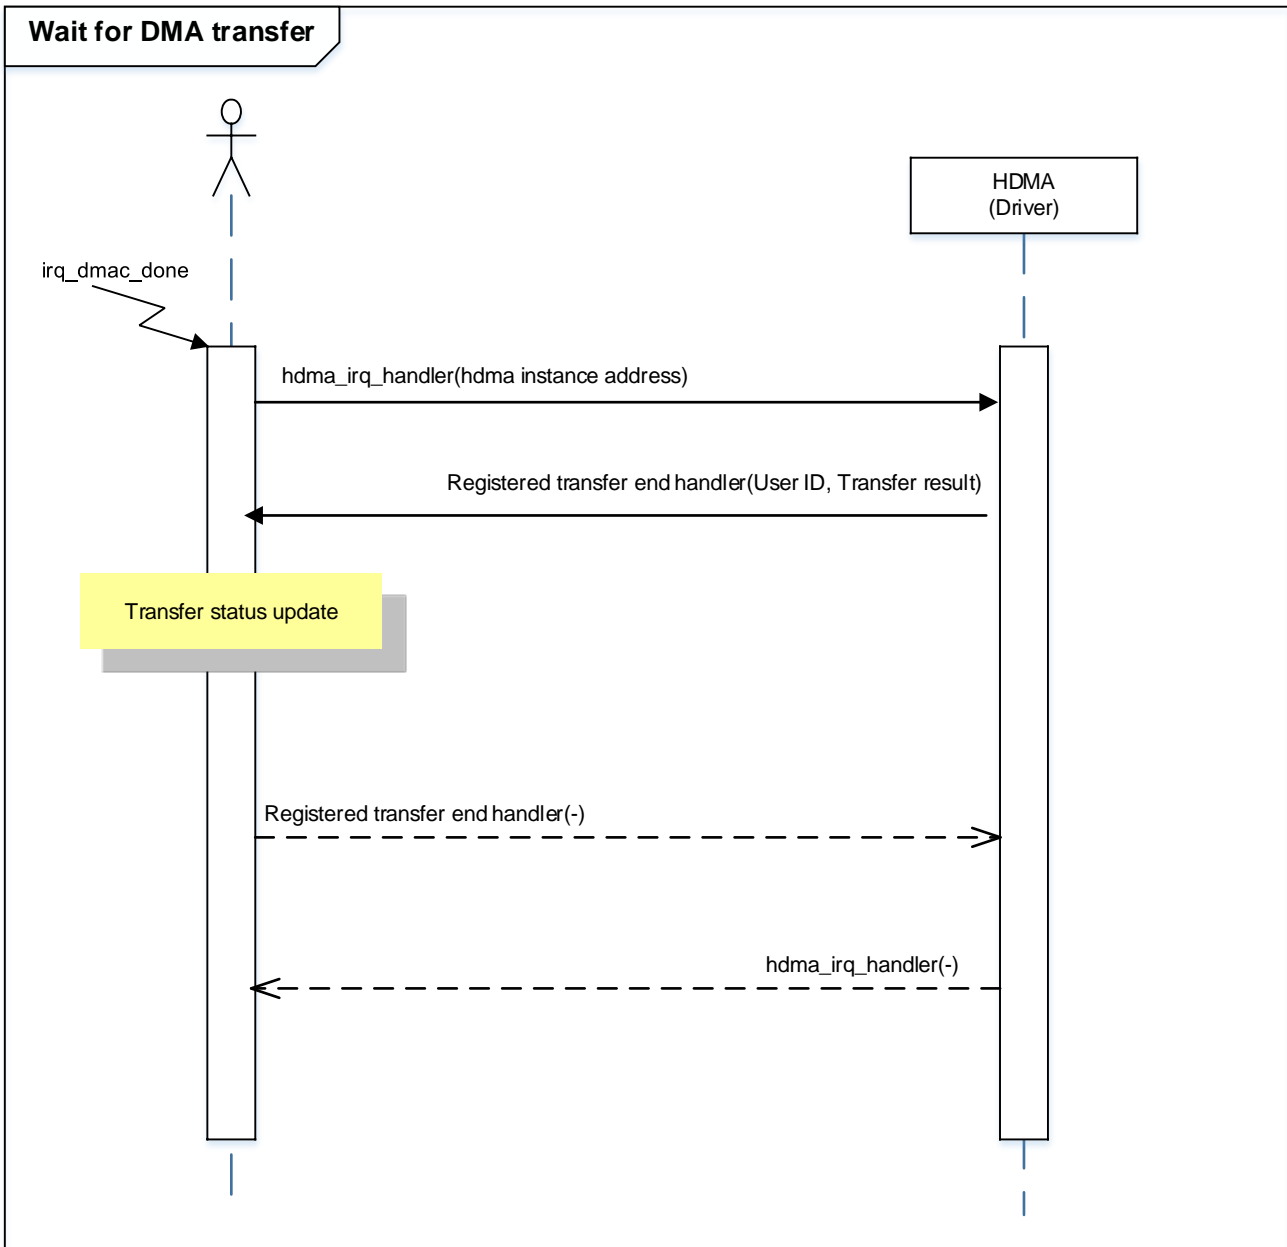 Wait for DMA transfer
HDMA
(Driver)
irq_dmac_done
hdma_irq_handler(hdma instance address)
Registered transfer end handler(User ID, Transfer result)
Transfer status update
Registered transfer end handler(-)
hdma_irq_handler(-)